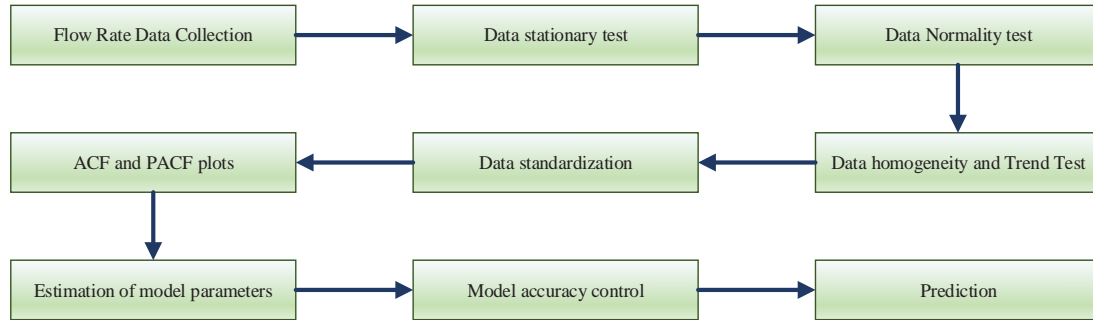 Flow Rate Data Collection
Data stationary test
Data Normality test
Data homogeneity and Trend Test
Data standardization
ACF and PACF plots
Estimation of model parameters
Model accuracy control
Prediction